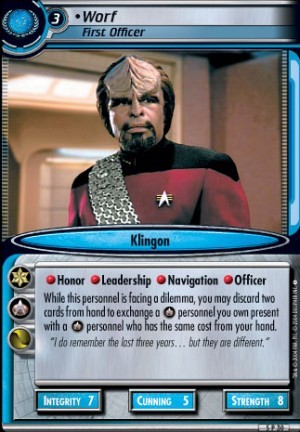 3
•Worf
First Officer
Klingon
Honor Leadership Navigation Officer
While this personnel is facing a dilemma, you may discard two
cards from hand to exchange a personnel you own present
with a personnel who has the same cost from your hand.
"I do remember the last three years... but they are different."
INTEGRITY 7 CUNNING 5 STRENGTH 8